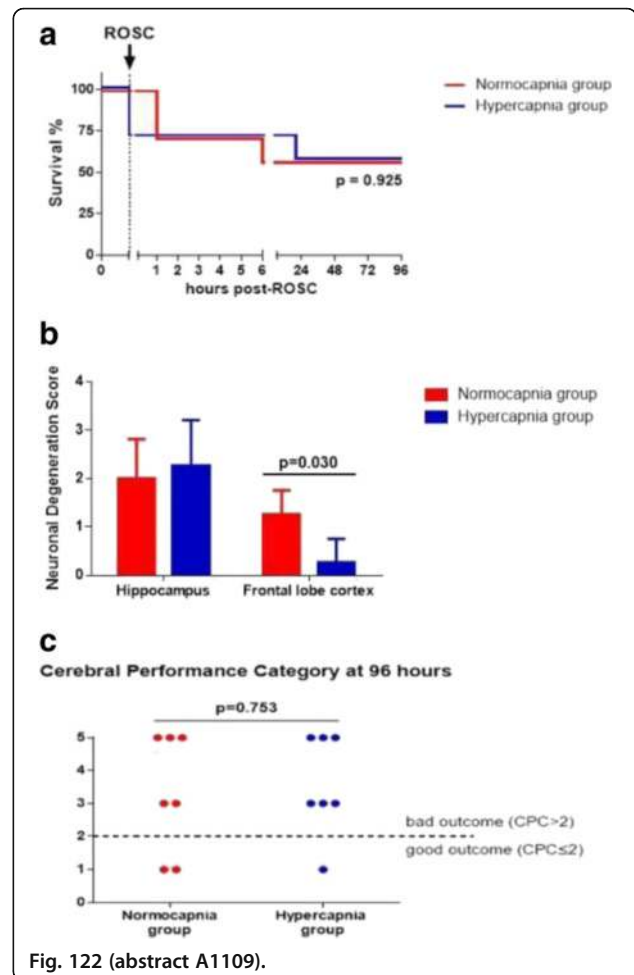 a
ROSC
Normocapnia group
Hypercapnia group
Survival %
100
75
50
25
0
p = 0.925
0 1 2 3 4 5 6 24 48 72 96
hours post-ROSC
b
Neuronal Degeneration Score
4
3
2
1
0
Normocapnia group
Hypercapnia group
p=0.030
Hippocampus Frontal lobe cortex
c
Cerebral Performance Category at 96 hours
p=0.753
5
4
3
2
1
0
bad outcome (CPC>2)
good outcome (CPC≤2)
Normocapnia group
Hypercapnia group
Fig. 122 (abstract A1109).